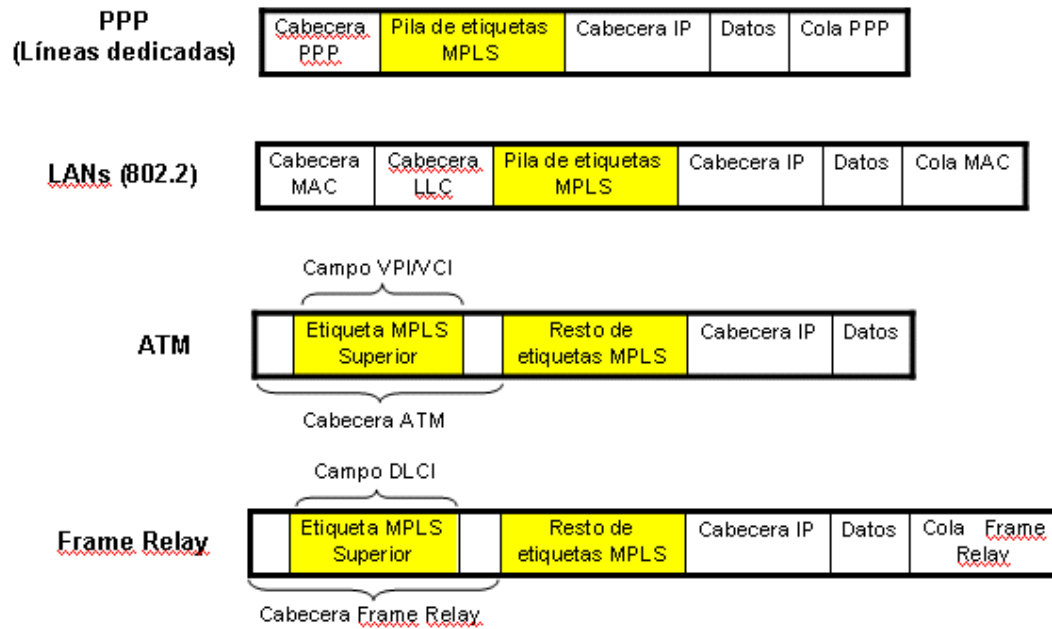 PPP
(Líneas dedicadas)
Cabecera
PPP
Pila de etiquetas
MPLS
Cabecera IP
Datos
Cola PPP
LANs (802.2)
Cabecera
MAC
Cabecera
LLC
Pila de etiquetas
MPLS
Cabecera IP
Datos
Cola MAC
Campo VPI/VCI
ATM
Etiqueta MPLS
Superior
Resto de
etiquetas MPLS
Cabecera IP
Datos
Cabecera ATM
Campo DLCI
Frame Relay
Etiqueta MPLS
Superior
Resto de
etiquetas MPLS
Cabecera IP
Datos
Cola Frame
Relay
Cabecera Frame Relay